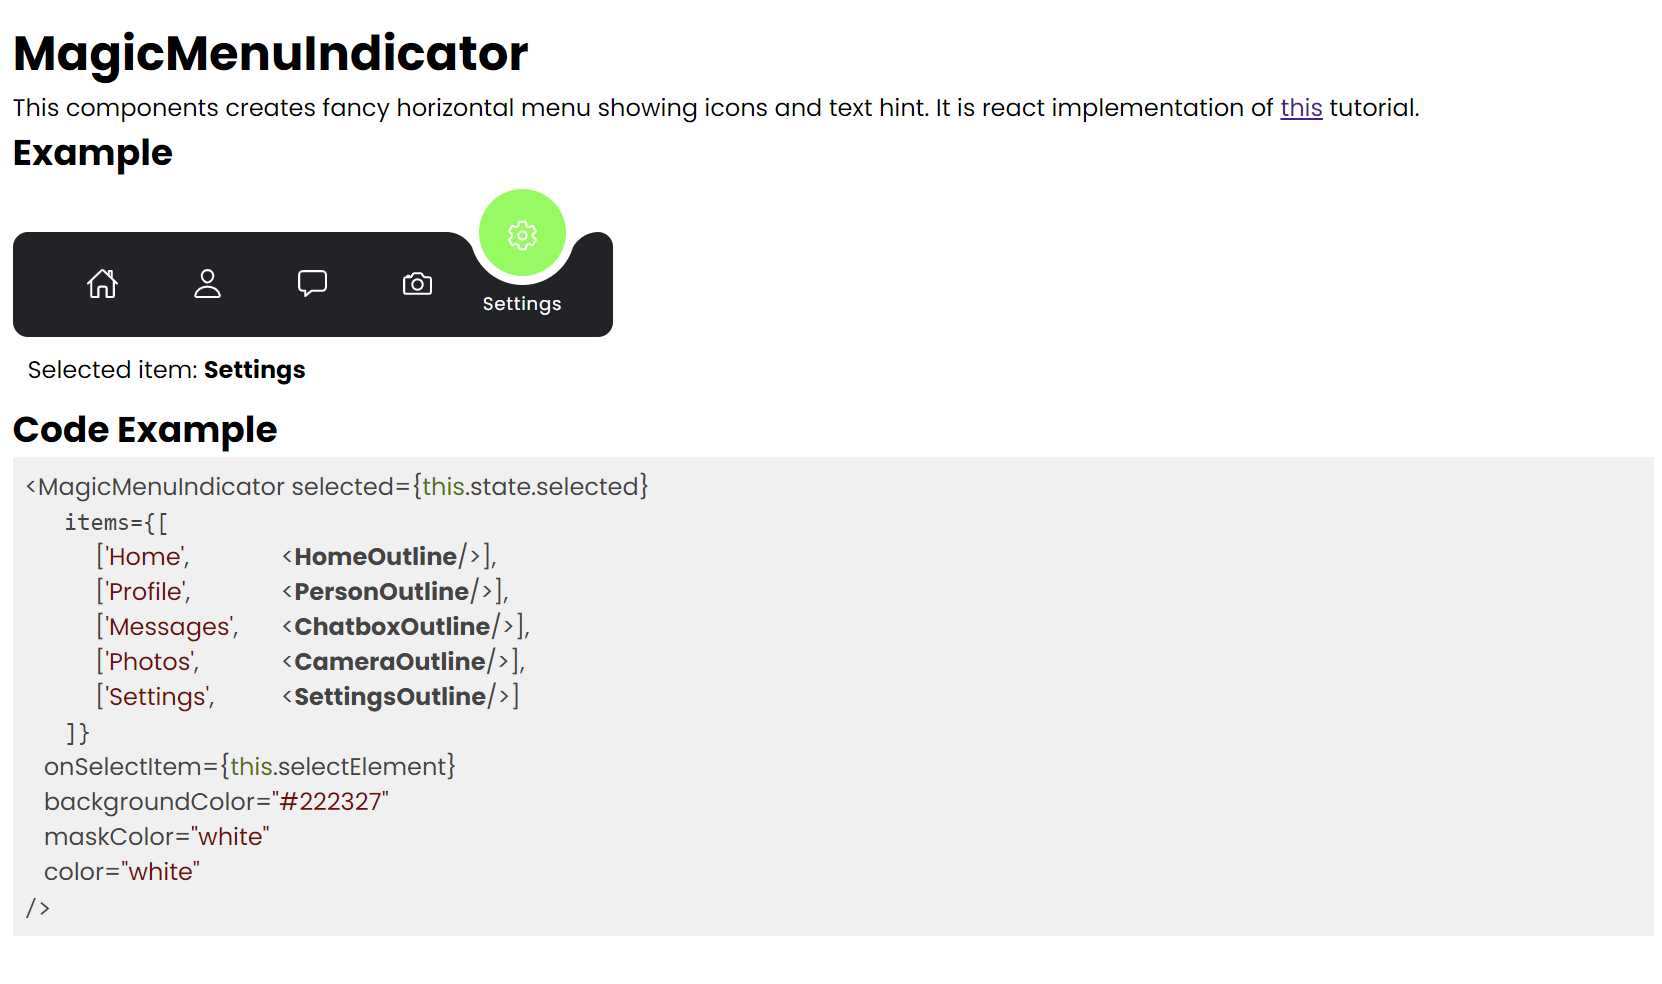 MagicMenuIndicator
This components creates fancy horizontal menu showing icons and text hint. It is react implementation of this tutorial.
Example
Settings
Selected item: Settings
Code Example
<MagicMenuIndicator selected={this.state.selected}
items={[
['Home', <HomeOutline/>],
['Profile', <PersonOutline/>],
['Messages', <ChatboxOutline/>],
['Photos', <CameraOutline/>],
['Settings', <SettingsOutline/>]
]}
onSelectItem={this.selectElement}
backgroundColor="#222327"
maskColor="white"
color="white"
/>